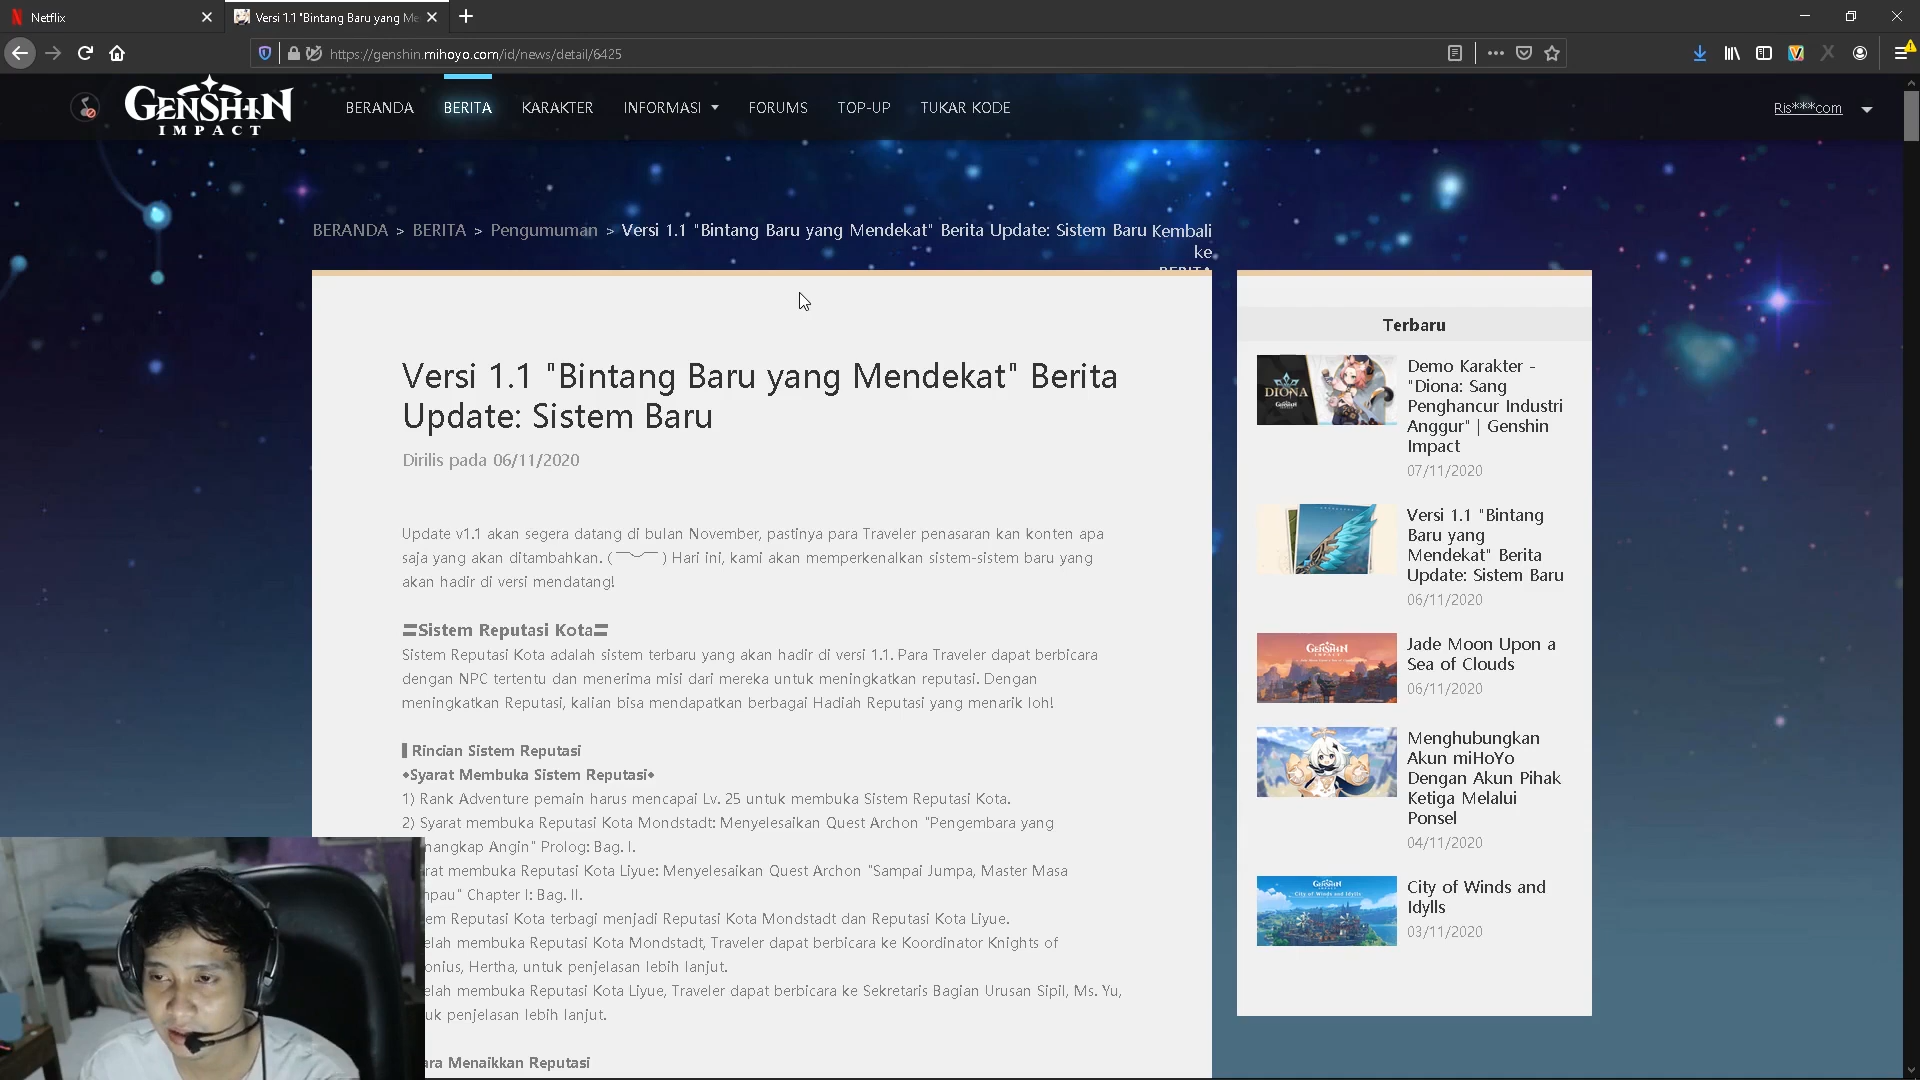 Netflix
Versi 1.1 "Bintang Baru yang Me
https://genshin.mihoyo.com/id/news/detail/6425
GENSHIN
IMPACT
BERANDA
BERITA
KARAKTER
INFORMASI
FORUMS
TOP-UP
TUKAR KODE
Ris***com
BERANDA > BERITA > Pengumuman > Versi 1.1 "Bintang Baru yang Mendekat" Berita Update: Sistem Baru
Kembali
ke
BERITA
Versi 1.1 "Bintang Baru yang Mendekat" Berita
Update: Sistem Baru
Dirilis pada 06/11/2020
Update v1.1 akan segera datang di bulan November, pastinya para Traveler penasaran kan konten apa
saja yang akan ditambahkan. (￣︶￣) Hari ini, kami akan memperkenalkan sistem-sistem baru yang
akan hadir di versi mendatang!
〓Sistem Reputasi Kota〓
Sistem Reputasi Kota adalah sistem terbaru yang akan hadir di versi 1.1. Para Traveler dapat berbicara
dengan NPC tertentu dan menerima misi dari mereka untuk meningkatkan reputasi. Dengan
meningkatkan Reputasi, kalian bisa mendapatkan berbagai Hadiah Reputasi yang menarik loh!
▌Rincian Sistem Reputasi
◆Syarat Membuka Sistem Reputasi◆
1) Rank Adventure pemain harus mencapai Lv. 25 untuk membuka Sistem Reputasi Kota.
2) Syarat membuka Reputasi Kota Mondstadt: Menyelesaikan Quest Archon "Pengembara yang
nangkap Angin" Prolog: Bag. I.
rat membuka Reputasi Kota Liyue: Menyelesaikan Quest Archon "Sampai Jumpa, Master Masa
mpau" Chapter I: Bag. II.
em Reputasi Kota terbagi menjadi Reputasi Kota Mondstadt dan Reputasi Kota Liyue.
elah membuka Reputasi Kota Mondstadt, Traveler dapat berbicara ke Koordinator Knights of
onius, Hertha, untuk penjelasan lebih lanjut.
elah membuka Reputasi Kota Liyue, Traveler dapat berbicara ke Sekretaris Bagian Urusan Sipil, Ms. Yu,
uk penjelasan lebih lanjut.
ara Menaikkan Reputasi
Terbaru
DIONA
Demo Karakter -
"Diona: Sang
Penghancur Industri
Anggur" | Genshin
Impact
07/11/2020
Versi 1.1 "Bintang
Baru yang
Mendekat" Berita
Update: Sistem Baru
06/11/2020
GENSHIN
IMPACT
Jade Moon Upon a
Sea of Clouds
06/11/2020
Menghubungkan
Akun miHoYo
Dengan Akun Pihak
Ketiga Melalui
Ponsel
04/11/2020
City of Winds and Idylls
City of Winds and
Idylls
03/11/2020